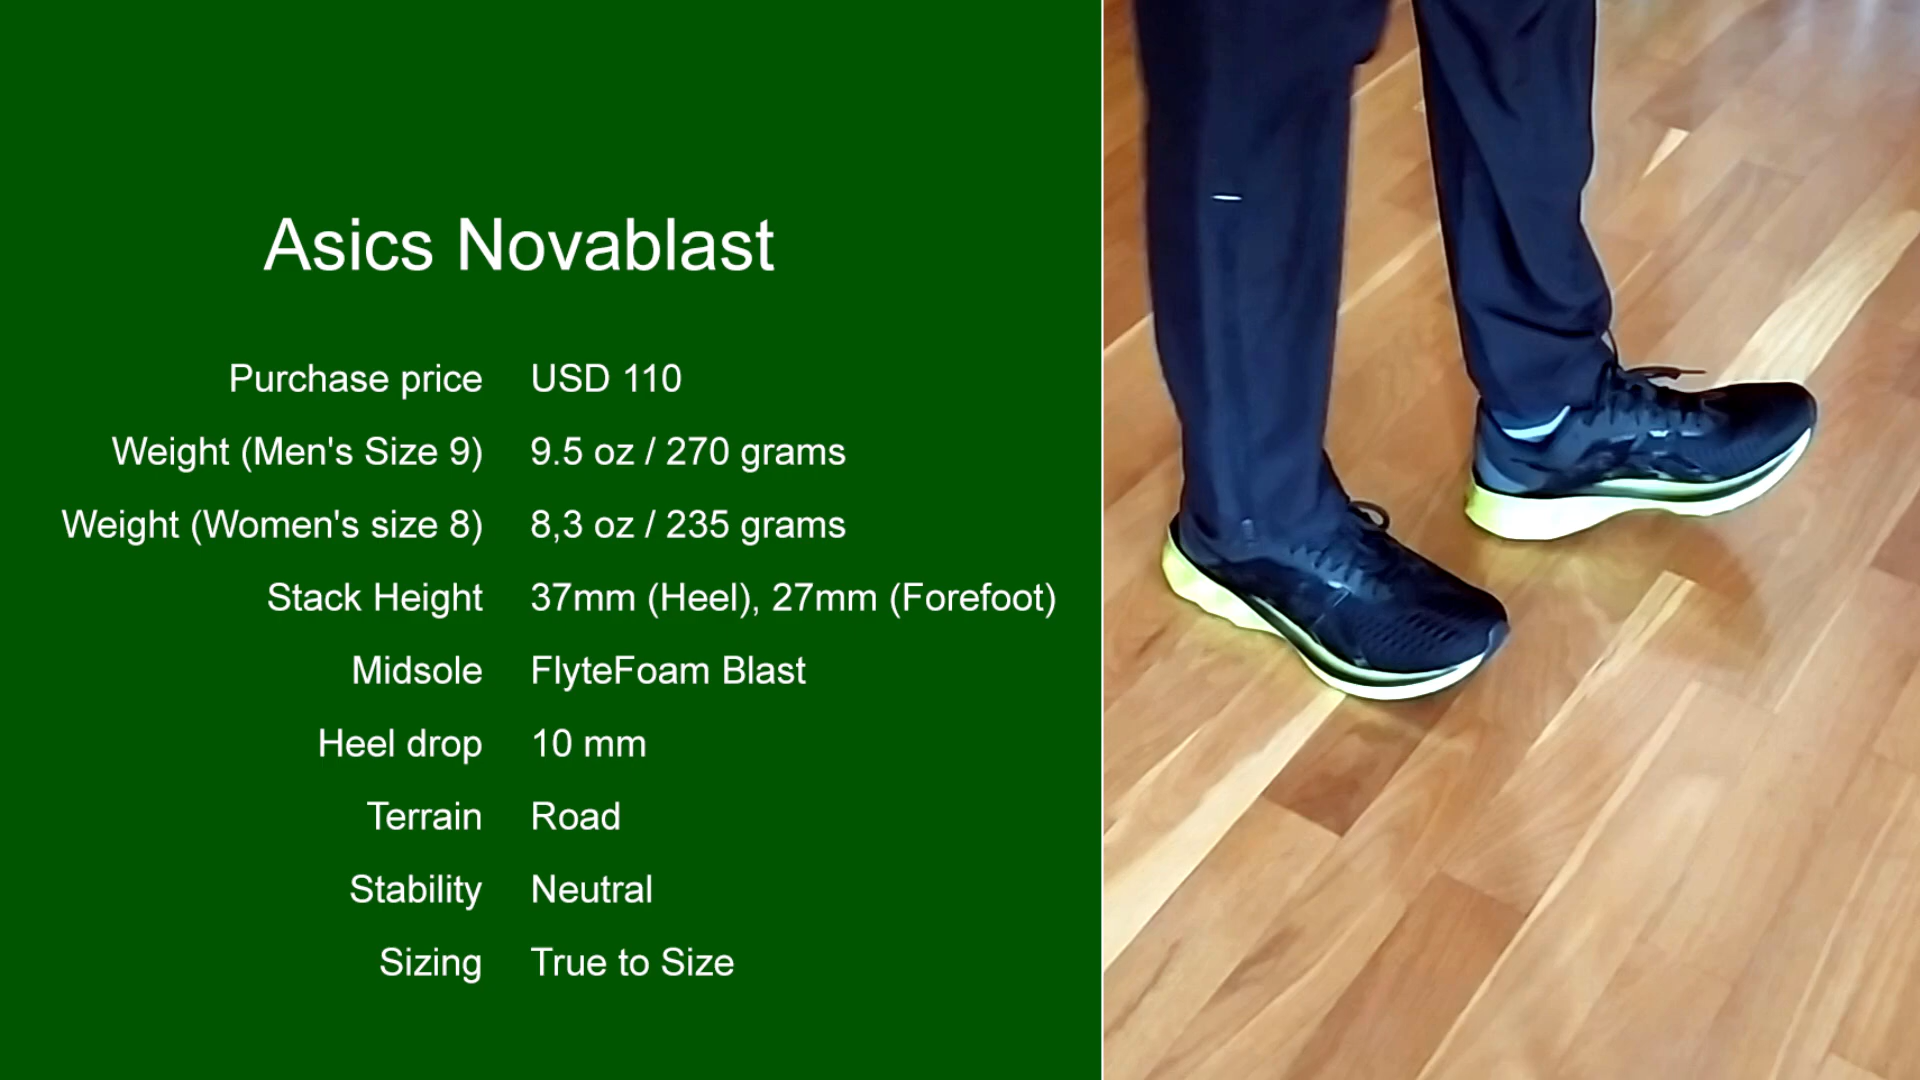 Asics Novablast
Purchase price USD 110
Weight (Men's Size 9) 9.5 oz / 270 grams
Weight (Women's size 8) 8,3 oz / 235 grams
Stack Height 37mm (Heel), 27mm (Forefoot)
Midsole FlyteFoam Blast
Heel drop 10 mm
Terrain Road
Stability Neutral
Sizing True to Size